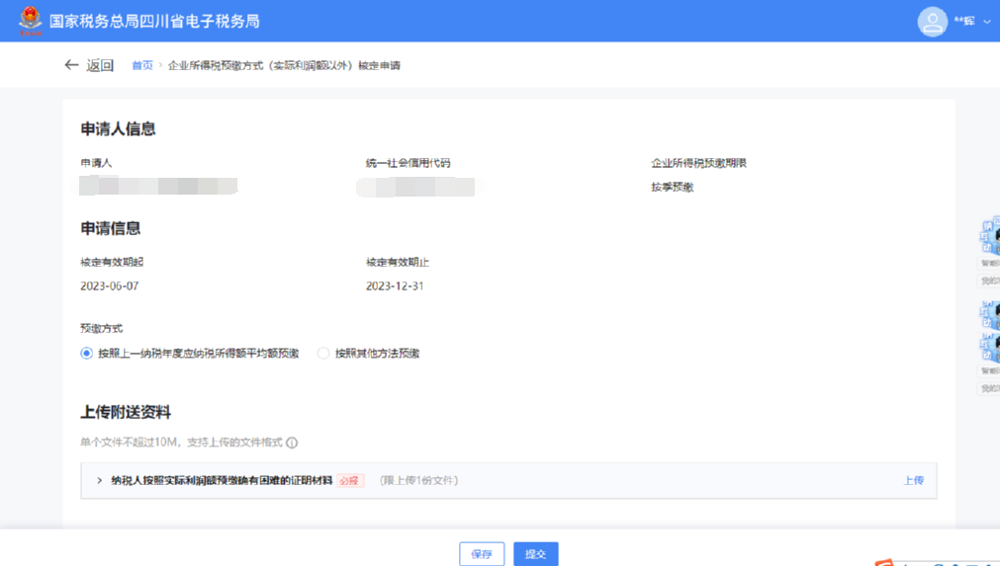 国家税务总局四川省电子税务局
**辉
返回 首页 > 企业所得税预缴方式（实际利润额以外）核定申请
申请人信息
申请人 统一社会信用代码 企业所得税预缴期限
按季预缴
申请信息
核定有效期起 核定有效期止
2023-06-07 2023-12-31
预缴方式
按照上一纳税年度应纳税所得额平均额预缴 按照其他方法预缴
上传附送资料
单个文件不超过10M，支持上传的文件格式
纳税人按照实际利润额预缴确有困难的证明材料 必报 （限上传1份文件） 上传
保存 提交